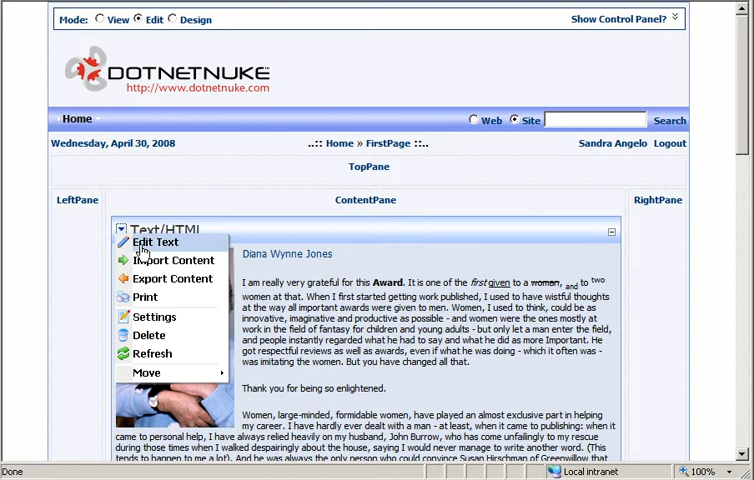 Mode: View Edit Design Show Control Panel?
DOTNETNUKE
http://www.dotnetnuke.com
Home Web Site Search
Wednesday, April 30, 2008 ..:: Home » FirstPage ::.. Sandra Angelo Logout
TopPane
LeftPane ContentPane RightPane
Text/HTML
Edit Text
Import Content
Export Content
Print
Settings
Delete
Refresh
Move
Diana Wynne Jones
I am really very grateful for this Award. It is one of the first given to a woman, and to two
women at that. When I first started getting work published, I used to have wistful thoughts
at the way all important awards were given to men. Women, I used to think, could be as
innovative, imaginative and productive as possible - and women were the ones mostly at
work in the field of fantasy for children and young adults - but only let a man enter the field,
and people instantly regarded what he had to say and what he did as more Important. He
got respectful reviews as well as awards, even if what he was doing - which it often was -
was imitating the women. But you have changed all that.
Thank you for being so enlightened.
Women, large-minded, formidable women, have played an almost exclusive part in helping
my career. I have hardly ever dealt with a man - at least, when it came to publishing: when it
came to personal help, I have always relied heavily on my husband, John Burrow, who has come unfailingly to my rescue
during those times when I walked despairingly about the house, saying I would never manage to write another word. (This
tends to happen to me a lot). And he was always the only person who could convince Susan Hirschman of Greenwillow that
Done Local intranet 100%